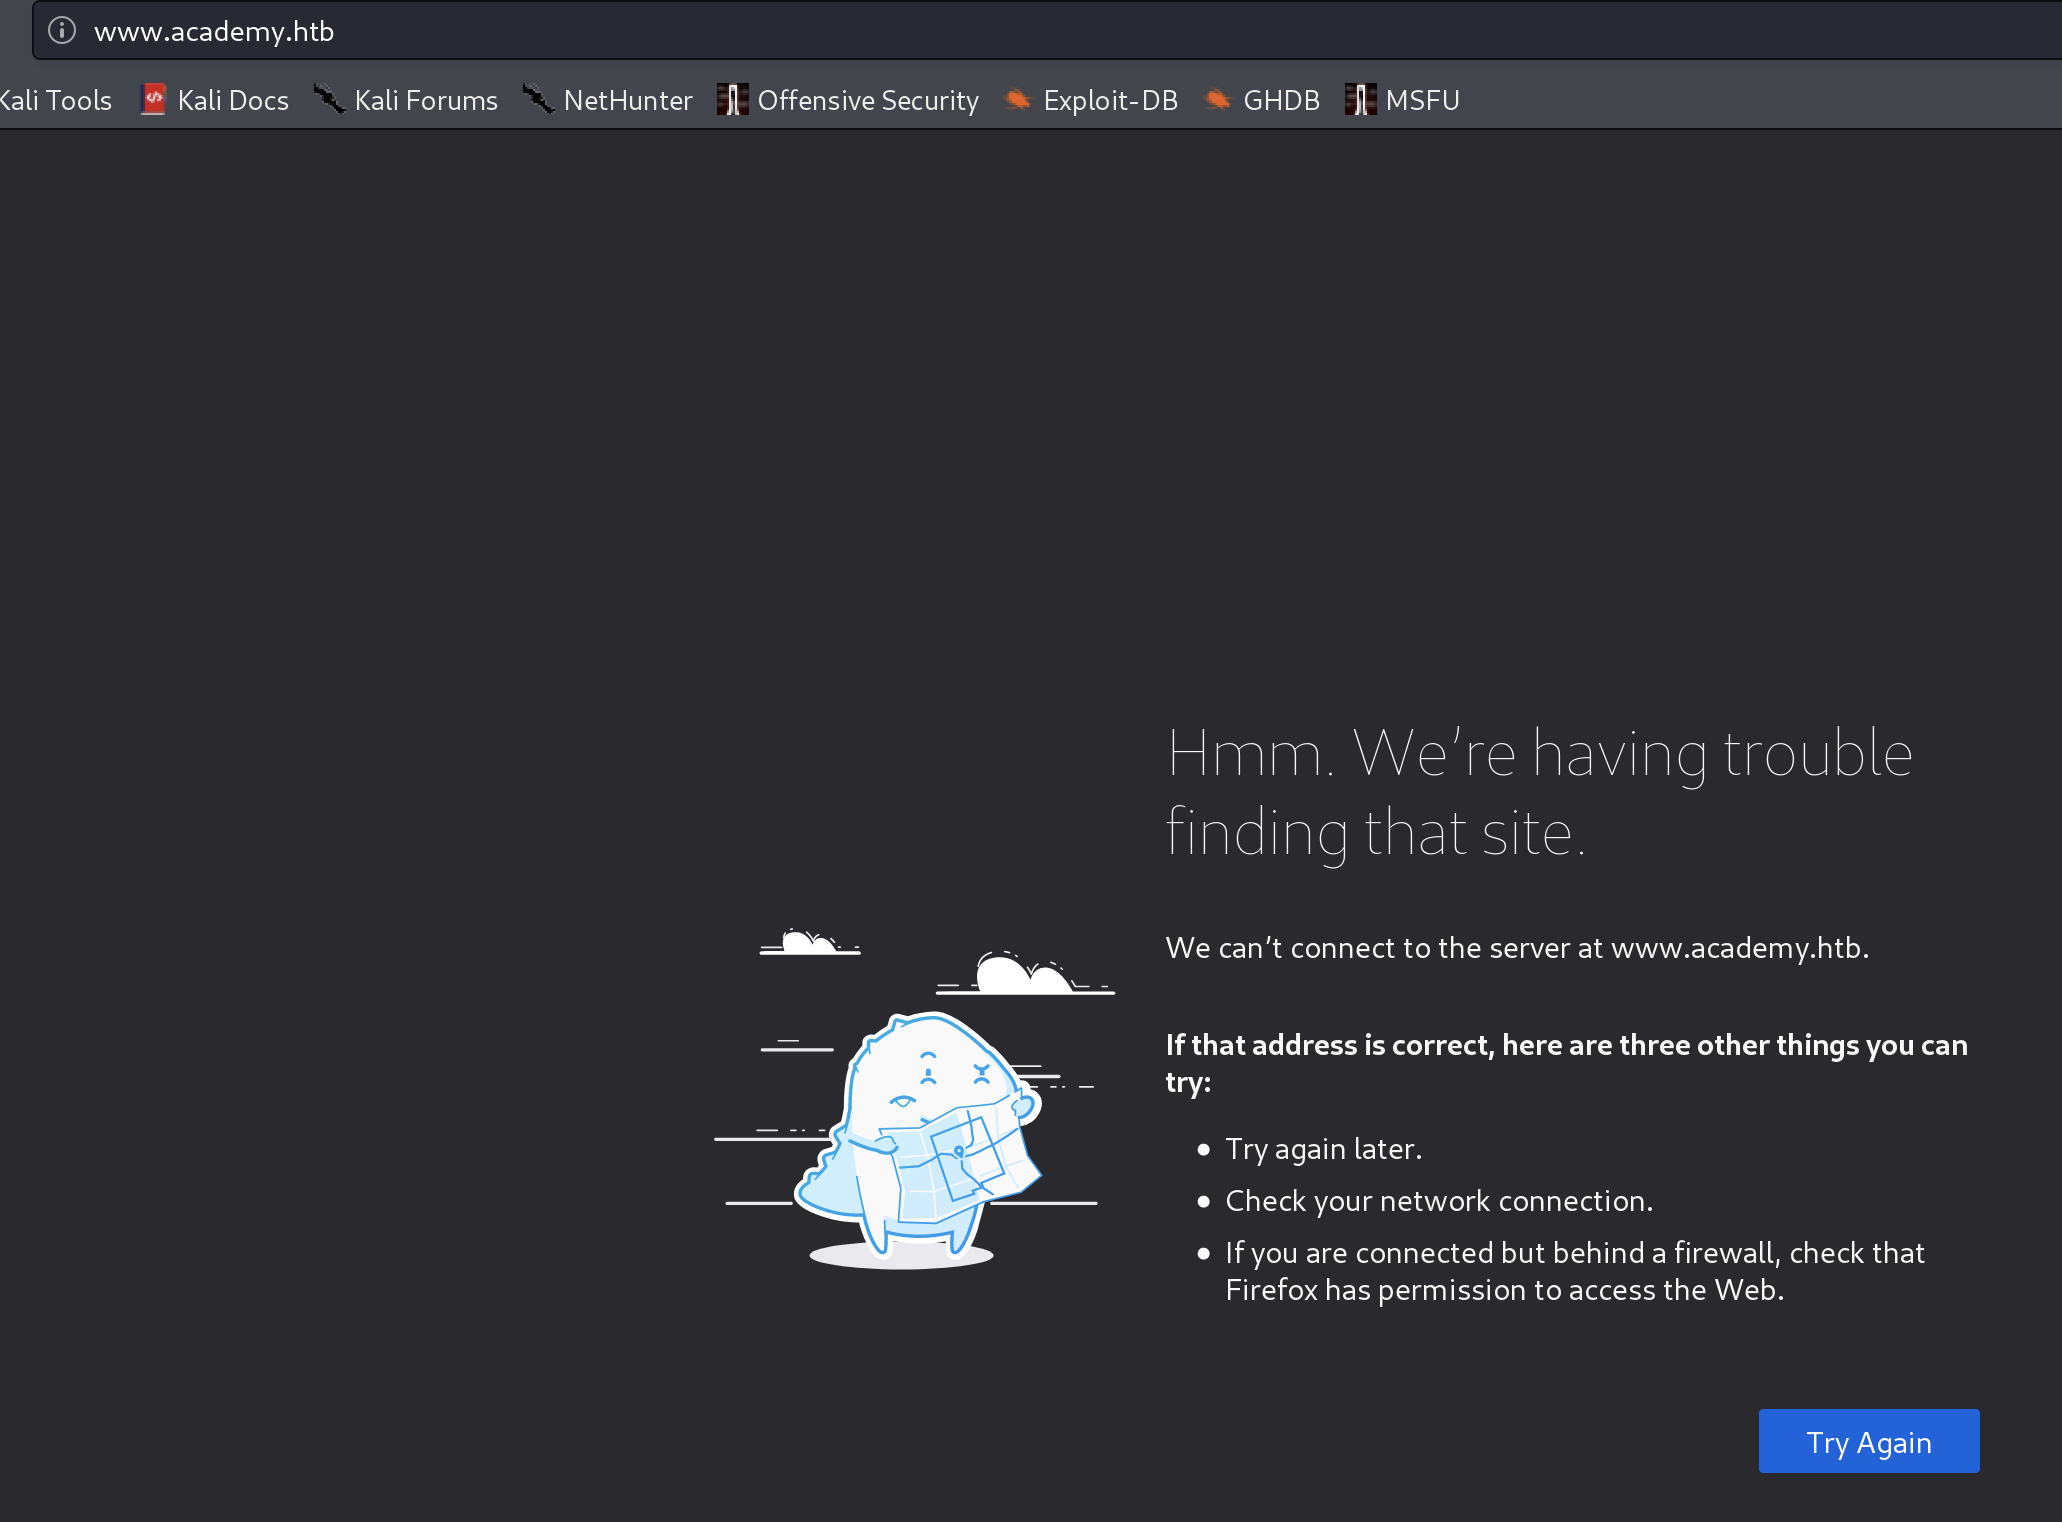 www.academy.htb
Kali Tools Kali Docs Kali Forums NetHunter Offensive Security Exploit-DB GHDB MSFU
Hmm. We’re having trouble
finding that site.
We can’t connect to the server at www.academy.htb.
If that address is correct, here are three other things you can
try:
Try again later.
Check your network connection.
If you are connected but behind a firewall, check that
Firefox has permission to access the Web.
Try Again